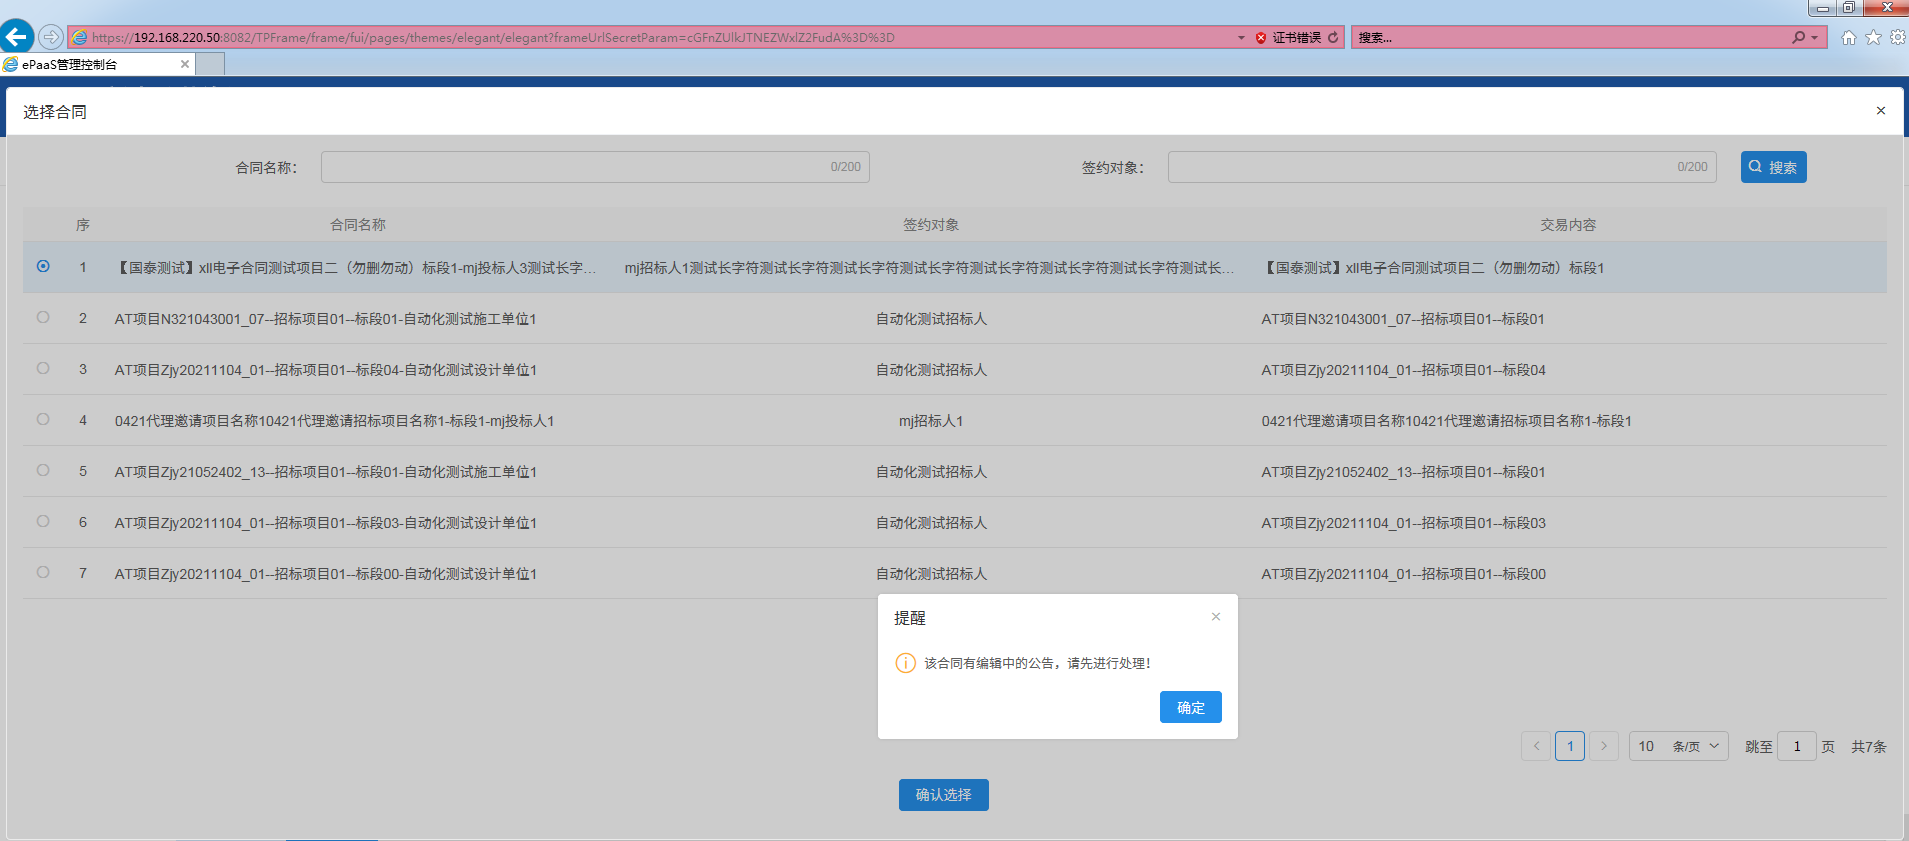 https://192.168.220.50:8082/TPFrame/frame/fui/pages/themes/elegant/elegant?frameUrlSecretParam=cGFnZUlkJTNEZWxlZ2FudA%3D%3D 证书错误 搜索...
ePaaS管理控制台
选择合同
合同名称： 0/200 签约对象： 0/200 搜索
序 合同名称 签约对象 交易内容
1 【国泰测试】xll电子合同测试项目二（勿删勿动）标段1-mj投标人3测试长字... mj招标人1测试长字符测试长字符测试长字符测试长字符测试长字符测试长字符测试长字符测试长... 【国泰测试】xll电子合同测试项目二（勿删勿动）标段1
2 AT项目N321043001_07--招标项目01--标段01-自动化测试施工单位1 自动化测试招标人 AT项目N321043001_07--招标项目01--标段01
3 AT项目Zjy20211104_01--招标项目01--标段04-自动化测试设计单位1 自动化测试招标人 AT项目Zjy20211104_01--招标项目01--标段04
4 0421代理邀请项目名称10421代理邀请招标项目名称1-标段1-mj投标人1 mj招标人1 0421代理邀请项目名称10421代理邀请招标项目名称1-标段1
5 AT项目Zjy21052402_13--招标项目01--标段01-自动化测试施工单位1 自动化测试招标人 AT项目Zjy21052402_13--招标项目01--标段01
6 AT项目Zjy20211104_01--招标项目01--标段03-自动化测试设计单位1 自动化测试招标人 AT项目Zjy20211104_01--招标项目01--标段03
7 AT项目Zjy20211104_01--招标项目01--标段00-自动化测试设计单位1 自动化测试招标人 AT项目Zjy20211104_01--招标项目01--标段00
提醒
该合同有编辑中的公告，请先进行处理！
确定
1 10 条/页 跳至 1 页 共7条
确认选择